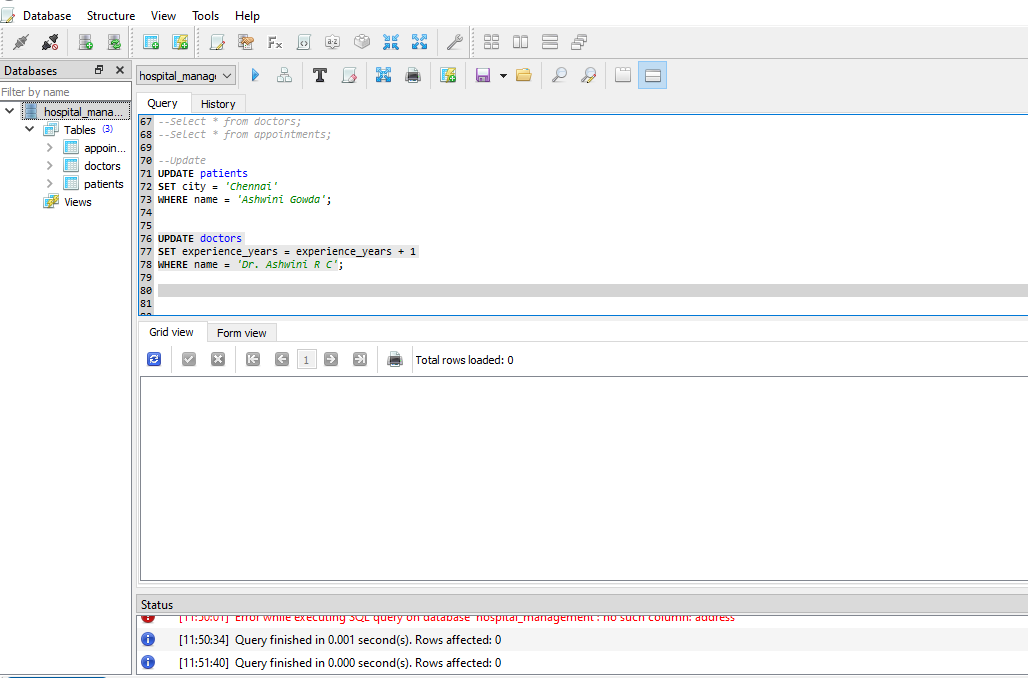 Database Structure View Tools Help
Databases
Filter by name
hospital_mana...
Tables (3)
appoin...
doctors
patients
Views
hospital_manag
Query History
67 --Select * from doctors;
68 --Select * from appointments;
69
70 --Update
71 UPDATE patients
72 SET city = 'Chennai'
73 WHERE name = 'Ashwini Gowda';
74
75
76 UPDATE doctors
77 SET experience_years = experience_years + 1
78 WHERE name = 'Dr. Ashwini R C';
79
80
81
Grid view Form view
1 Total rows loaded: 0
Status
[11:50:01] Error while executing SQL query on database 'hospital_management': no such column: address
[11:50:34] Query finished in 0.001 second(s). Rows affected: 0
[11:51:40] Query finished in 0.000 second(s). Rows affected: 0